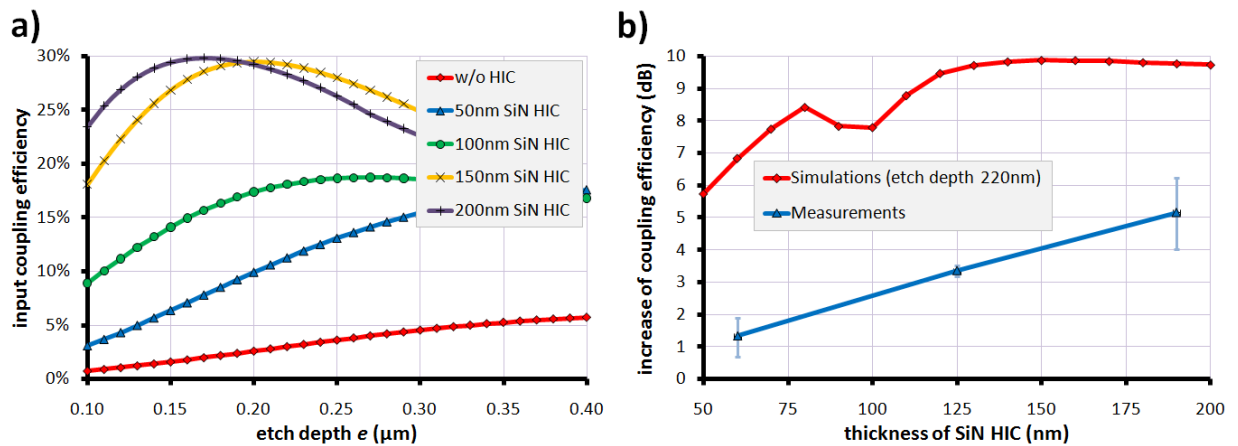 a)
30%
25%
20%
15%
10%
5%
0%
input coupling efficiency
w/o HIC
50nm SiN HIC
100nm SiN HIC
150nm SiN HIC
200nm SiN HIC
0.10 0.15 0.20 0.25 0.30 0.35 0.40
etch depth e (µm)
b)
10
9
8
7
6
5
4
3
2
1
0
increase of coupling efficiency (dB)
Simulations (etch depth 220nm)
Measurements
50 75 100 125 150 175 200
thickness of SiN HIC (nm)